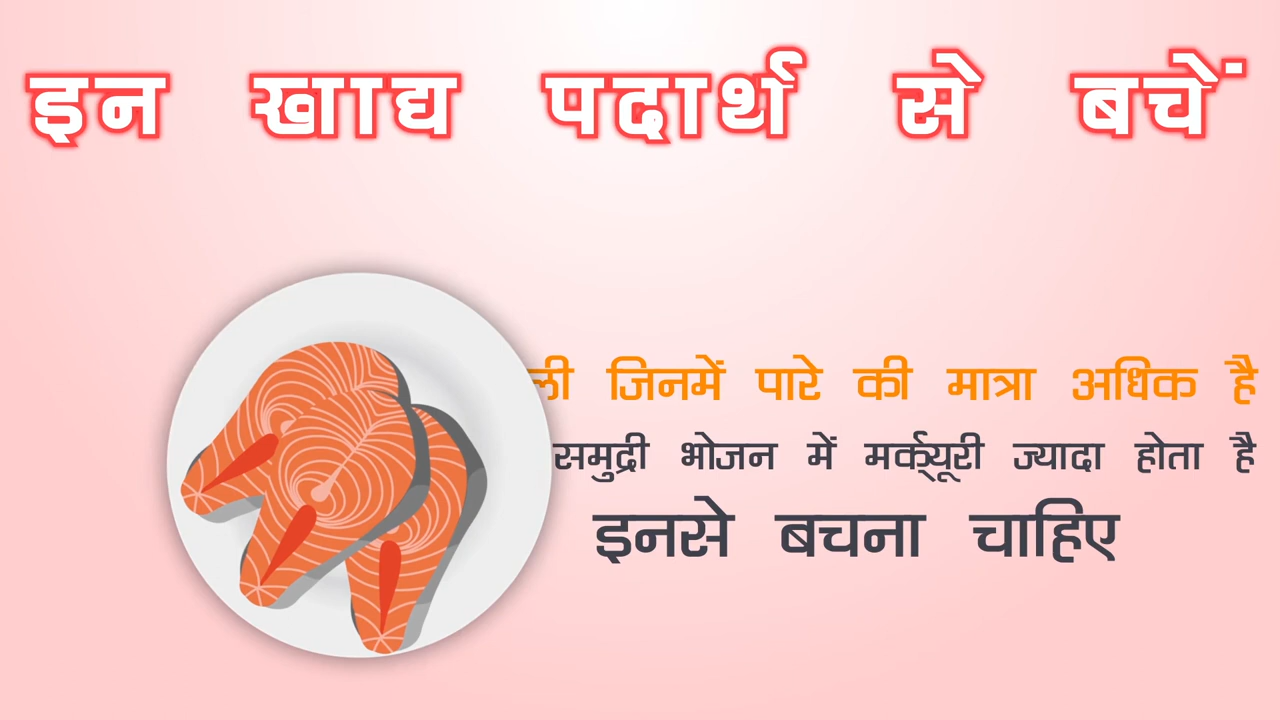 इन खाद्य पदार्थ से बचें
ली जिनमें पारे की मात्रा अधिक है
समुद्री भोजन में मर्क्यूरी ज्यादा होता है
इनसे बचना चाहिए